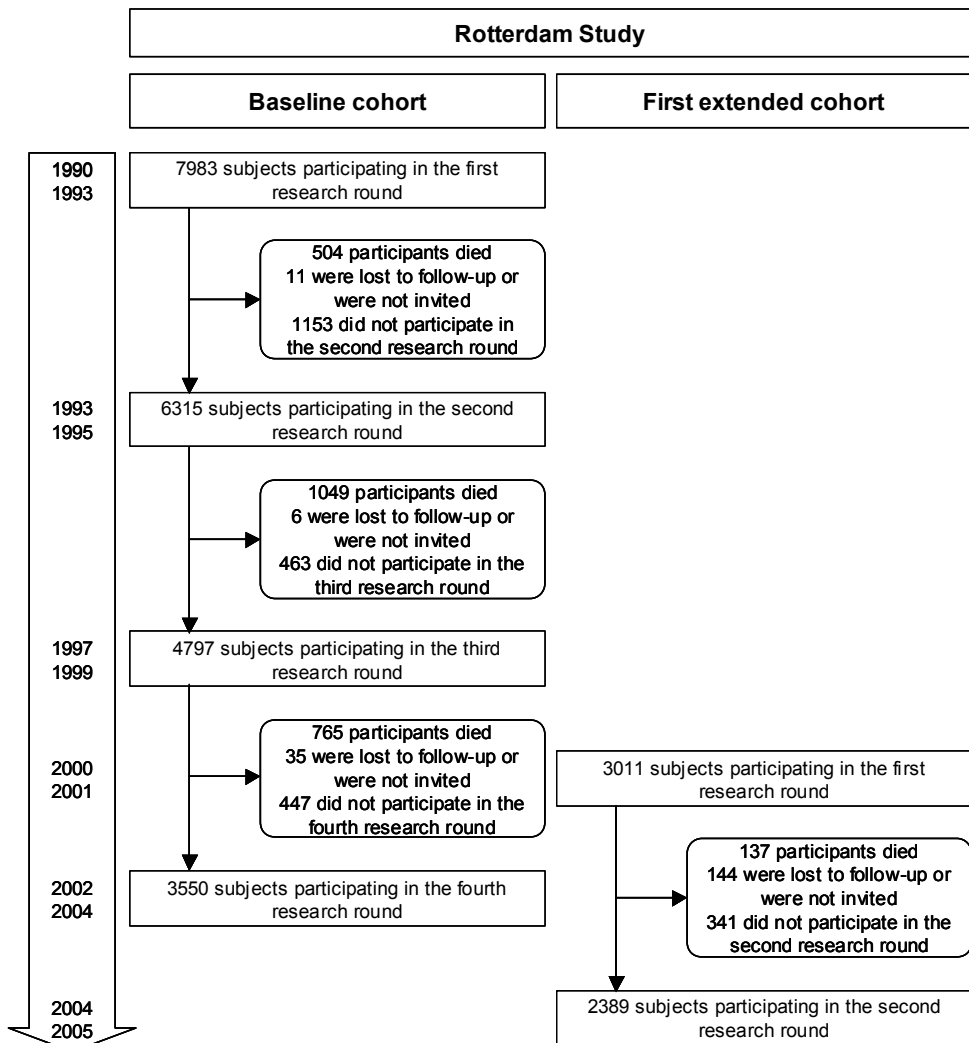 Rotterdam Study
Baseline cohort
First extended cohort
1990
1993
7983 subjects participating in the first
research round
504 participants died
11 were lost to follow-up or
were not invited
1153 did not participate in
the second research round
1993
1995
6315 subjects participating in the second
research round
1049 participants died
6 were lost to follow-up or
were not invited
463 did not participate in the
third research round
1997
1999
4797 subjects participating in the third
research round
765 participants died
35 were lost to follow-up or
were not invited
447 did not participate in the
fourth research round
2000
2001
3011 subjects participating in the first
research round
137 participants died
144 were lost to follow-up or
were not invited
341 did not participate in the
second research round
2002
2004
3550 subjects participating in the fourth
research round
2004
2005
2389 subjects participating in the second
research round